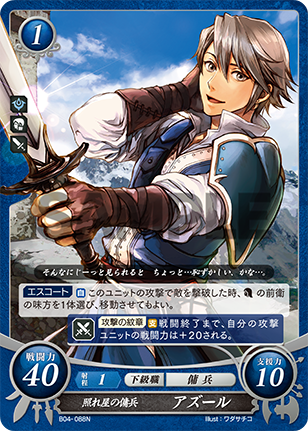 1
そんなにじーっと見られると ちょっと…恥ずかしい、かな…。
エスコート 自 このユニットの攻撃で敵を撃破した時、 の前衛
の味方を1体選び、移動させてもよい。
攻撃の紋章 支 戦闘終了まで、自分の攻撃
ユニットの戦闘力は+20される。
戦闘力
40
射程 1 下級職 傭兵
支援力
10
照れ屋の傭兵 アズール
B04-088N
Illust:ワダサチコ